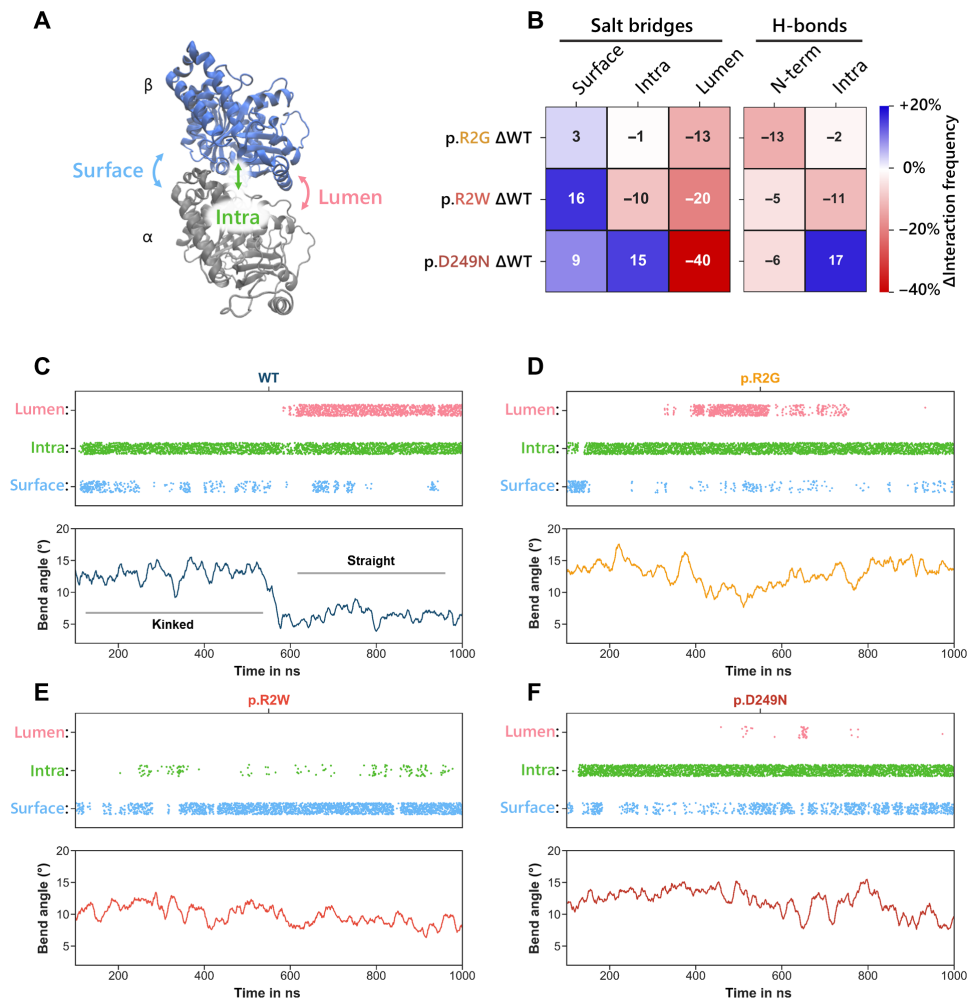 A
β
Surface
Lumen
Intra
α
B
Salt bridges
H-bonds
Surface
Intra
Lumen
N-term
Intra
p.R2G ΔWT
3
−1
−13
−13
−2
p.R2W ΔWT
16
−10
−20
−5
−11
p.D249N ΔWT
9
15
−40
−6
17
+20%
0%
−20%
−40%
ΔInteraction frequency
C
WT
Lumen:
Intra:
Surface:
Bend angle (°)
20
15
10
5
Straight
Kinked
200
400
600
800
1000
Time in ns
D
p.R2G
Lumen:
Intra:
Surface:
Bend angle (°)
20
15
10
5
200
400
600
800
1000
Time in ns
E
p.R2W
Lumen:
Intra:
Surface:
Bend angle (°)
20
15
10
5
200
400
600
800
1000
Time in ns
F
p.D249N
Lumen:
Intra:
Surface:
Bend angle (°)
20
15
10
5
200
400
600
800
1000
Time in ns